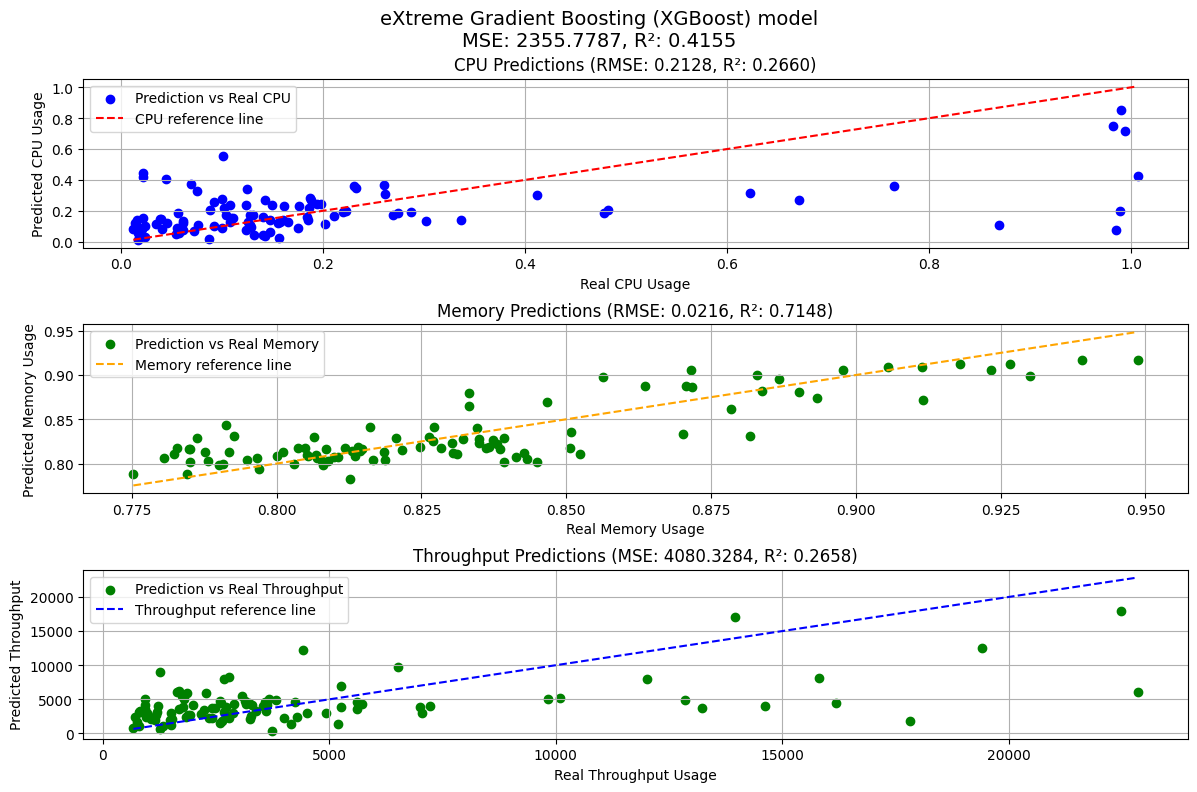 eXtreme Gradient Boosting (XGBoost) model
MSE: 2355.7787, R²: 0.4155
CPU Predictions (RMSE: 0.2128, R²: 0.2660)
Prediction vs Real CPU
CPU reference line
Predicted CPU Usage
1.0
0.8
0.6
0.4
0.2
0.0
0.0 0.2 0.4 0.6 0.8 1.0
Real CPU Usage
Memory Predictions (RMSE: 0.0216, R²: 0.7148)
Prediction vs Real Memory
Memory reference line
Predicted Memory Usage
0.95
0.90
0.85
0.80
0.775 0.800 0.825 0.850 0.875 0.900 0.925 0.950
Real Memory Usage
Throughput Predictions (MSE: 4080.3284, R²: 0.2658)
Prediction vs Real Throughput
Throughput reference line
Predicted Throughput
20000
15000
10000
5000
0
0 5000 10000 15000 20000
Real Throughput Usage